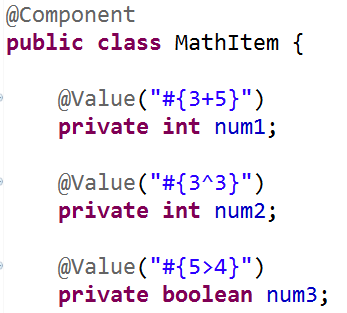 @Component
public class MathItem {
@Value("#{3+5}")
private int num1;
@Value("#{3^3}")
private int num2;
@Value("#{5>4}")
private boolean num3;